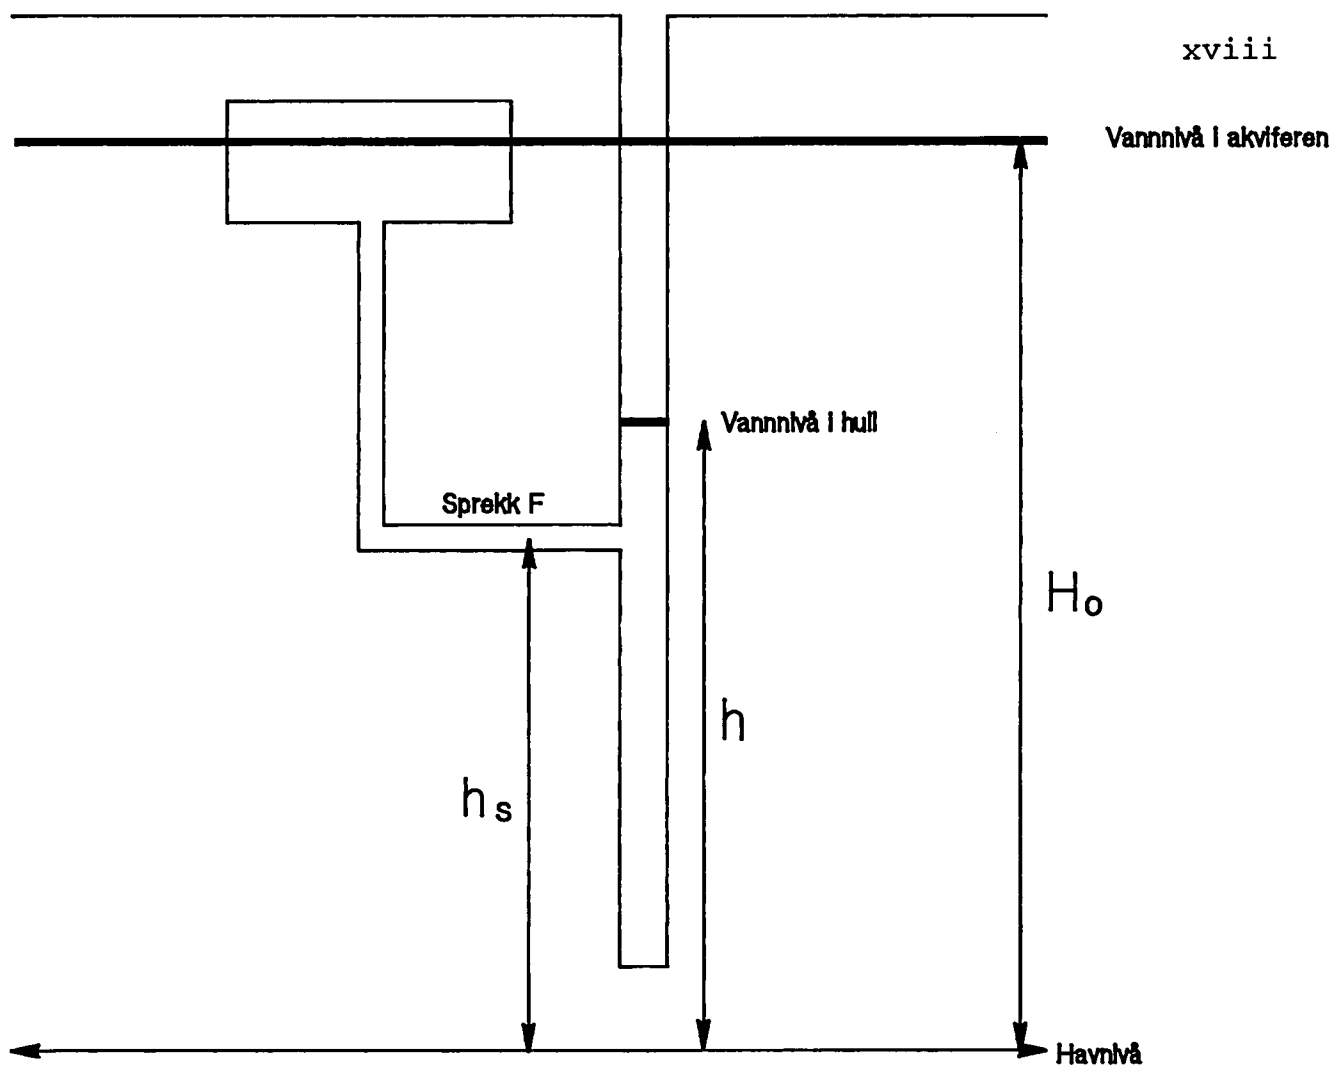 xviii
Vannnivå i akviferen
Vannnivå i hull
Sprekk F
Ho
h
hs
Havnivå